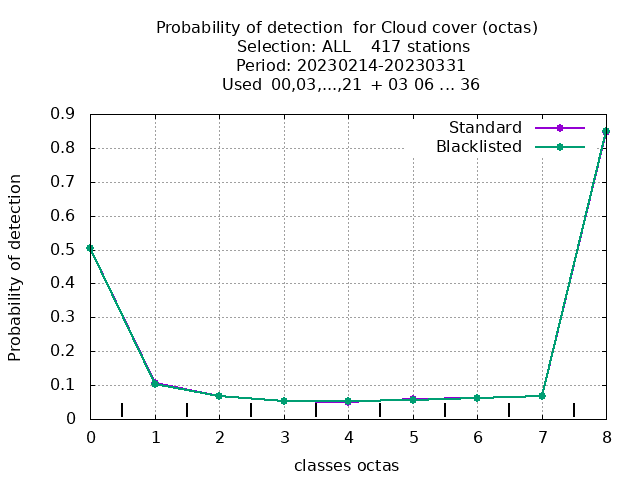 Probability of detection  for Cloud cover (octas)
Selection: ALL    417 stations
Period: 20230214-20230331
Used  00,03,...,21  + 03 06 ... 36
Standard
Blacklisted
Probability of detection
0.9
0.8
0.7
0.6
0.5
0.4
0.3
0.2
0.1
0
0 1 2 3 4 5 6 7 8
classes octas